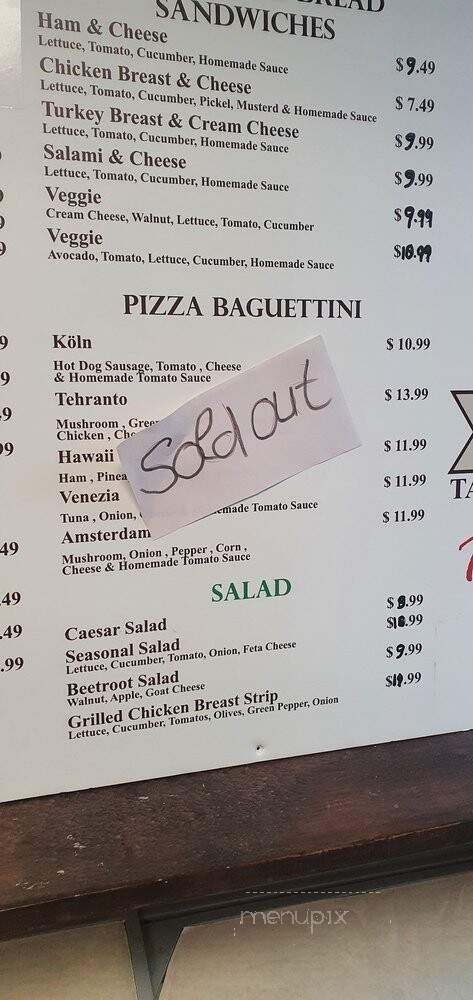 SANDWICHES
Ham & Cheese $9.49
Lettuce, Tomato, Cucumber, Homemade Sauce
Chicken Breast & Cheese $7.49
Lettuce, Tomato, Cucumber, Pickel, Musterd & Homemade Sauce
Turkey Breast & Cream Cheese $9.99
Lettuce, Tomato, Cucumber, Homemade Sauce
Salami & Cheese $9.99
Lettuce, Tomato, Cucumber, Homemade Sauce
Veggie $9.99
Cream Cheese, Walnut, Lettuce, Tomato, Cucumber
Veggie $10.99
Avocado, Tomato, Lettuce, Cucumber, Homemade Sauce
PIZZA BAGUETTINI
Köln $10.99
Hot Dog Sausage, Tomato , Cheese
& Homemade Tomato Sauce
Tehranto $13.99
Mushroom ,
Chicken ,
Hawaii $11.99
Ham ,
Venezia $11.99
Tuna , Onion, Tomato Sauce
Amsterdam $11.99
Mushroom, Onion , Pepper , Corn ,
Cheese & Homemade Tomato Sauce
Sold out
SALAD
Caesar Salad $9.99
Seasonal Salad $10.99
Lettuce, Cucumber, Tomato, Onion, Feta Cheese
Beetroot Salad $9.99
Walnut, Apple, Goat Cheese
Grilled Chicken Breast Strip .99
Lettuce, Cucumber, Tomatos, Olives, Green Pepper, Onion
menupix